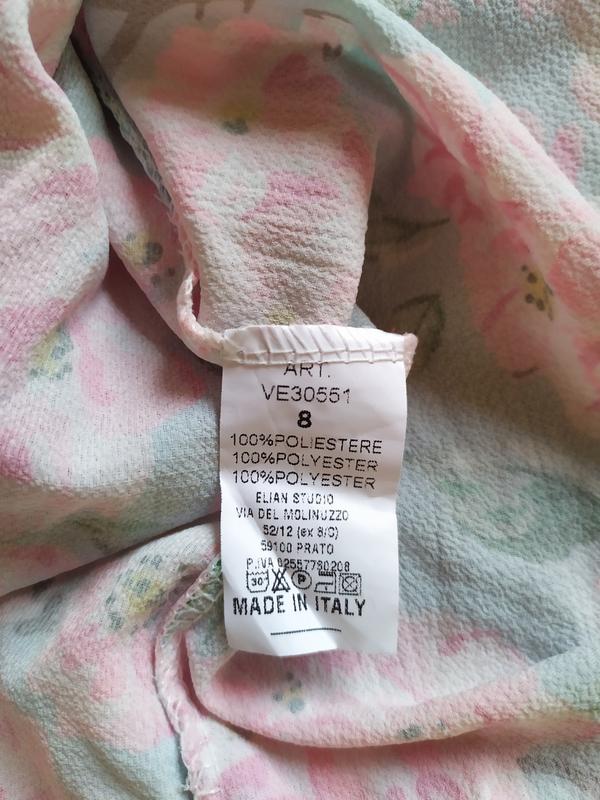 ART.
VE30551
8
100%POLIESTERE
100%POLYESTER
100%POLYESTER
ELIAN STUDIO
VIA DEL MOLINUZZO
52/12 (ex 8/C)
59100 PRATO
P.IVA 02557780208
30 P
MADE IN ITALY